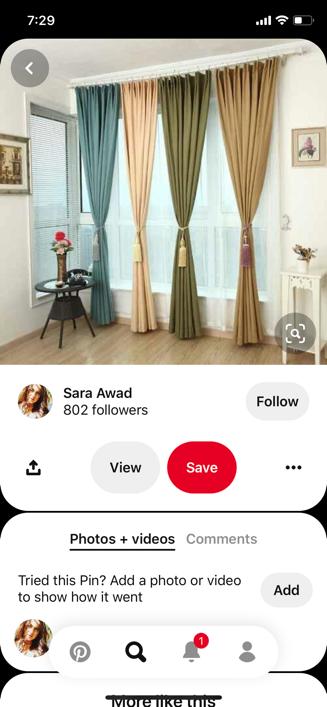 7:29
Sara Awad
802 followers
Follow
View
Save
Photos + videos
Comments
Tried this Pin? Add a photo or video
to show how it went
Add
1
More like this